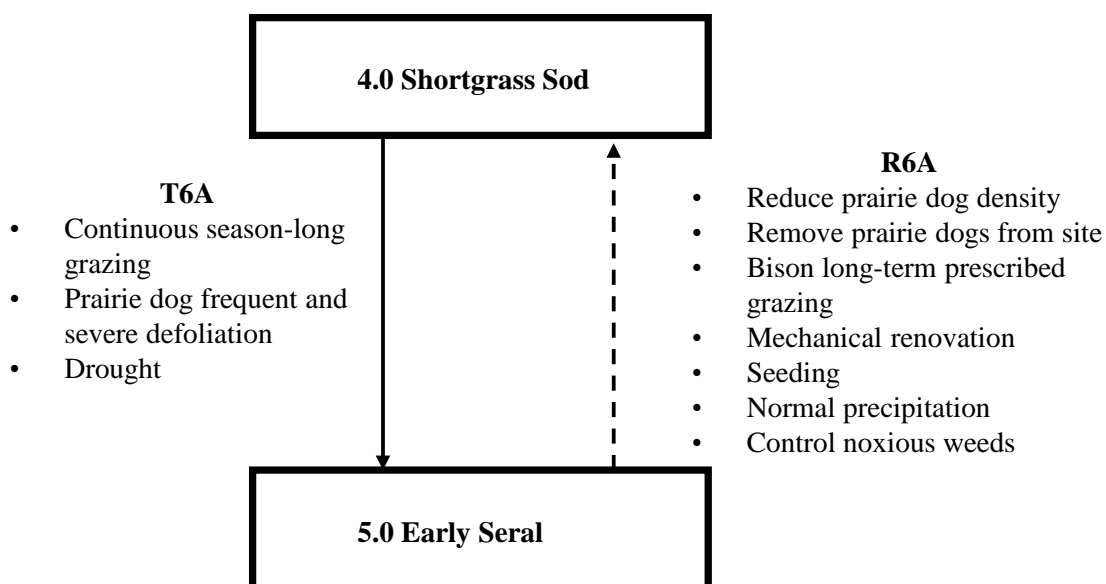 4.0 Shortgrass Sod
T6A
• Continuous season-long
grazing
• Prairie dog frequent and
severe defoliation
• Drought
R6A
• Reduce prairie dog density
• Remove prairie dogs from site
• Bison long-term prescribed
grazing
• Mechanical renovation
• Seeding
• Normal precipitation
• Control noxious weeds
5.0 Early Seral